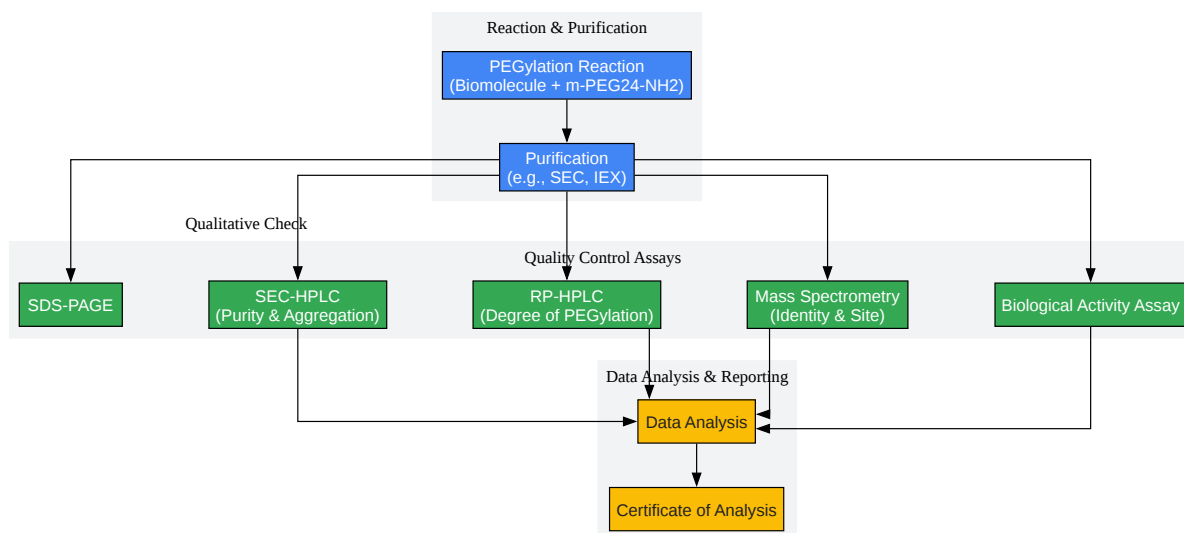 Reaction & Purification
PEGylation Reaction
(Biomolecule + m-PEG24-NH2)
Purification
(e.g., SEC, IEX)
Qualitative Check
Quality Control Assays
SDS-PAGE
SEC-HPLC
(Purity & Aggregation)
RP-HPLC
(Degree of PEGylation)
Mass Spectrometry
(Identity & Site)
Biological Activity Assay
Data Analysis & Reporting
Data Analysis
Certificate of Analysis